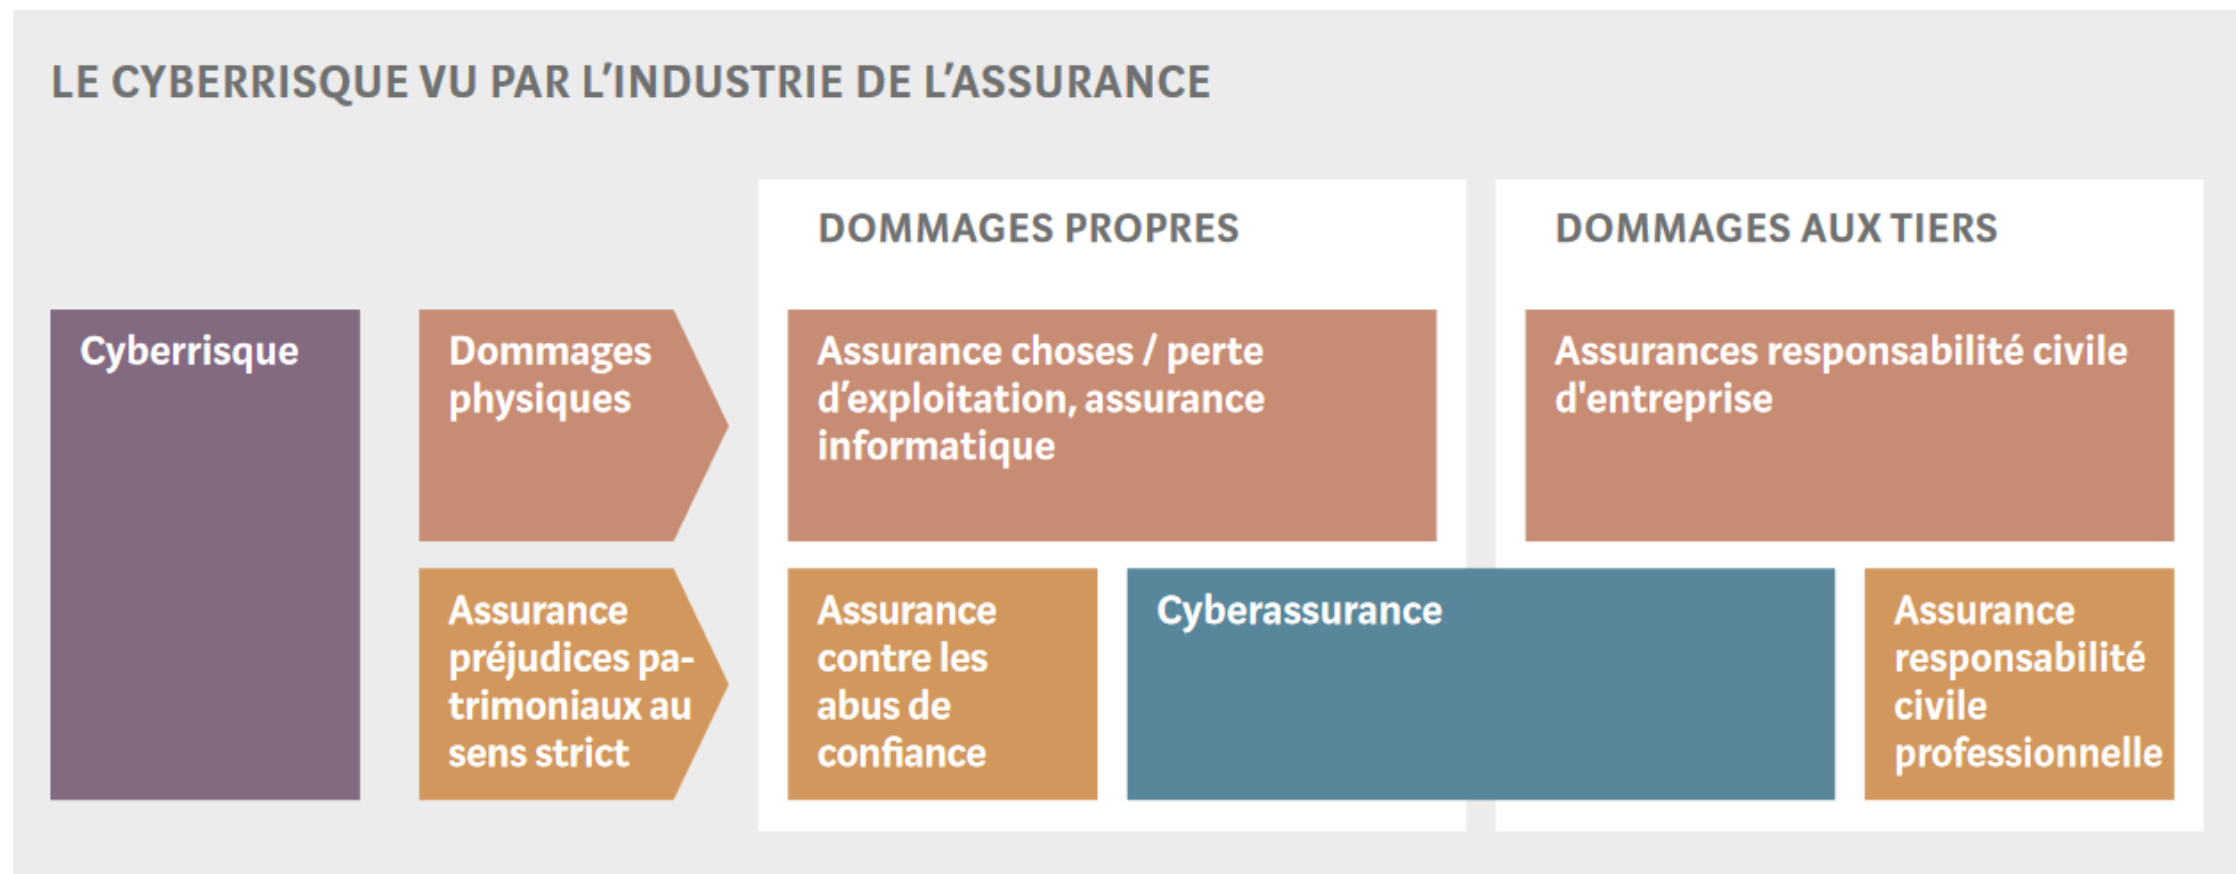 LE CYBERRISQUE VU PAR L’INDUSTRIE DE L’ASSURANCE
DOMMAGES PROPRES
DOMMAGES AUX TIERS
Cyberrisque
Dommages
physiques
Assurance choses / perte
d’exploitation, assurance
informatique
Assurances responsabilité civile
d'entreprise
Assurance
préjudices pa-
trimoniaux au
sens strict
Assurance
contre les
abus de
confiance
Cyberassurance
Assurance
responsabilité
civile
professionnelle